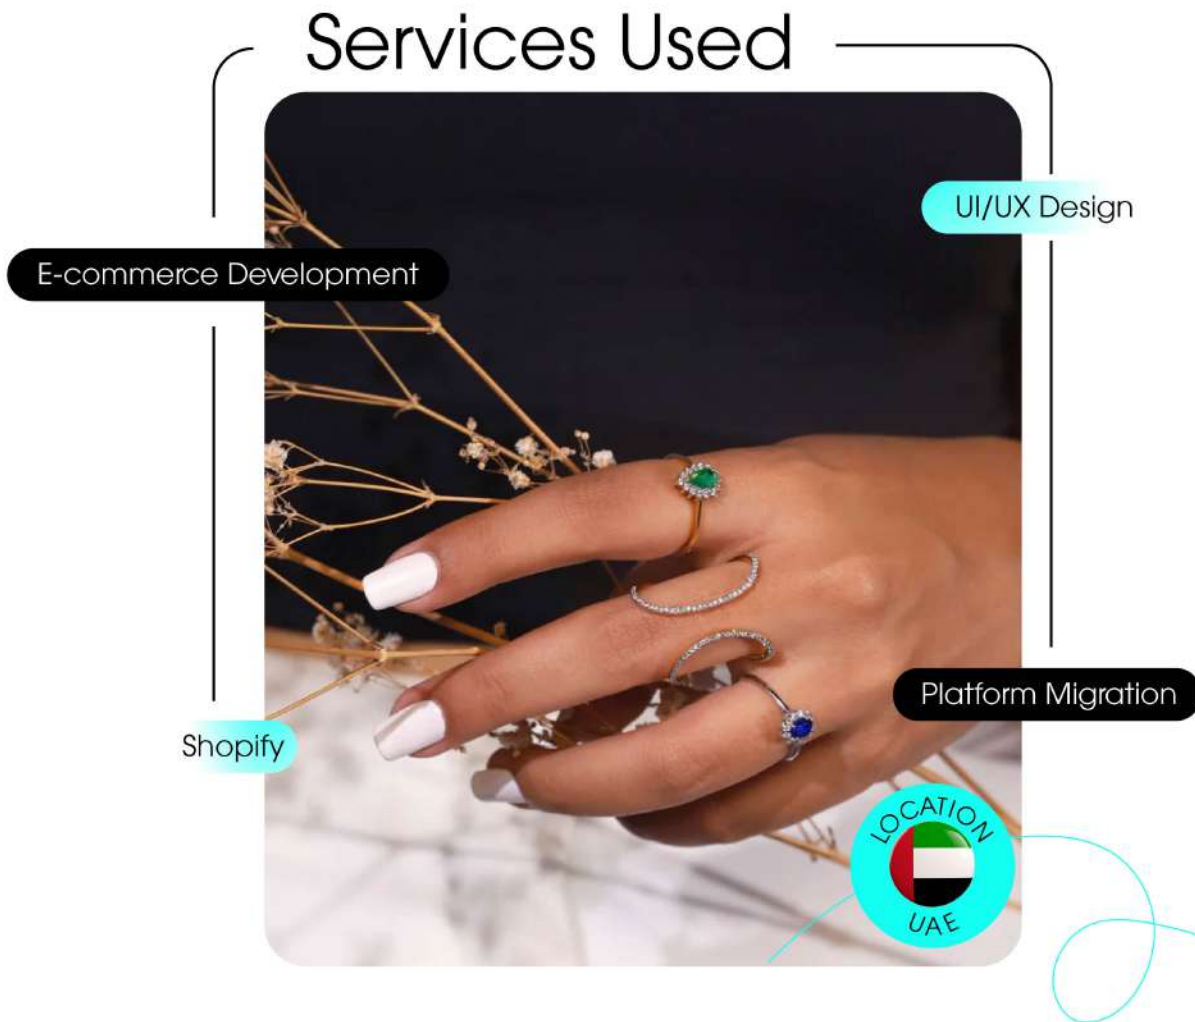 Services Used
UI/UX Design
E-commerce Development
Platform Migration
Shopify
LOCATION
UAE